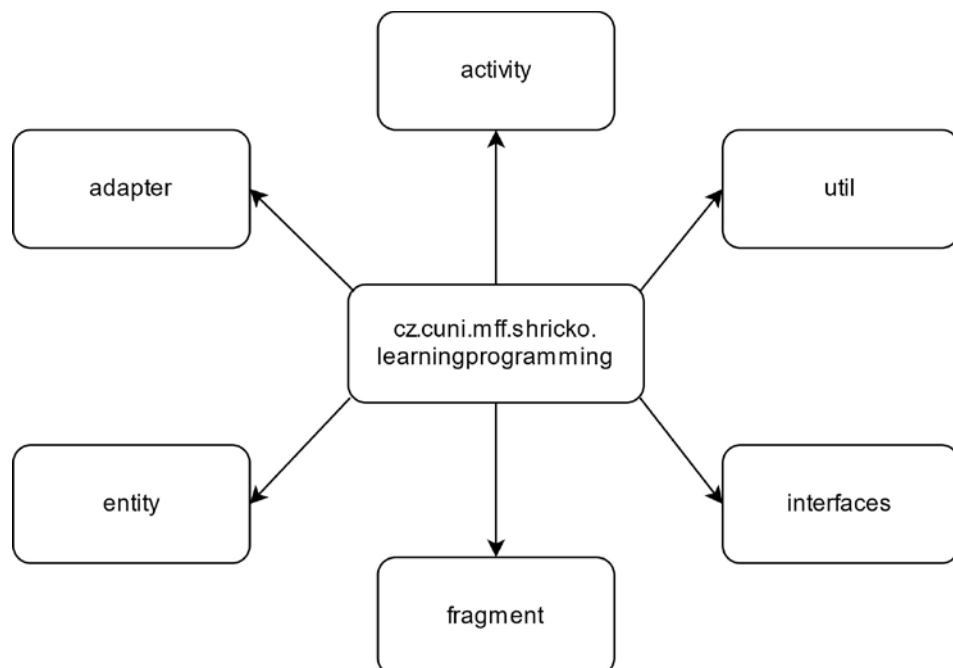 activity
adapter
util
cz.cuni.mff.shricko.
learningprogramming
entity
interfaces
fragment